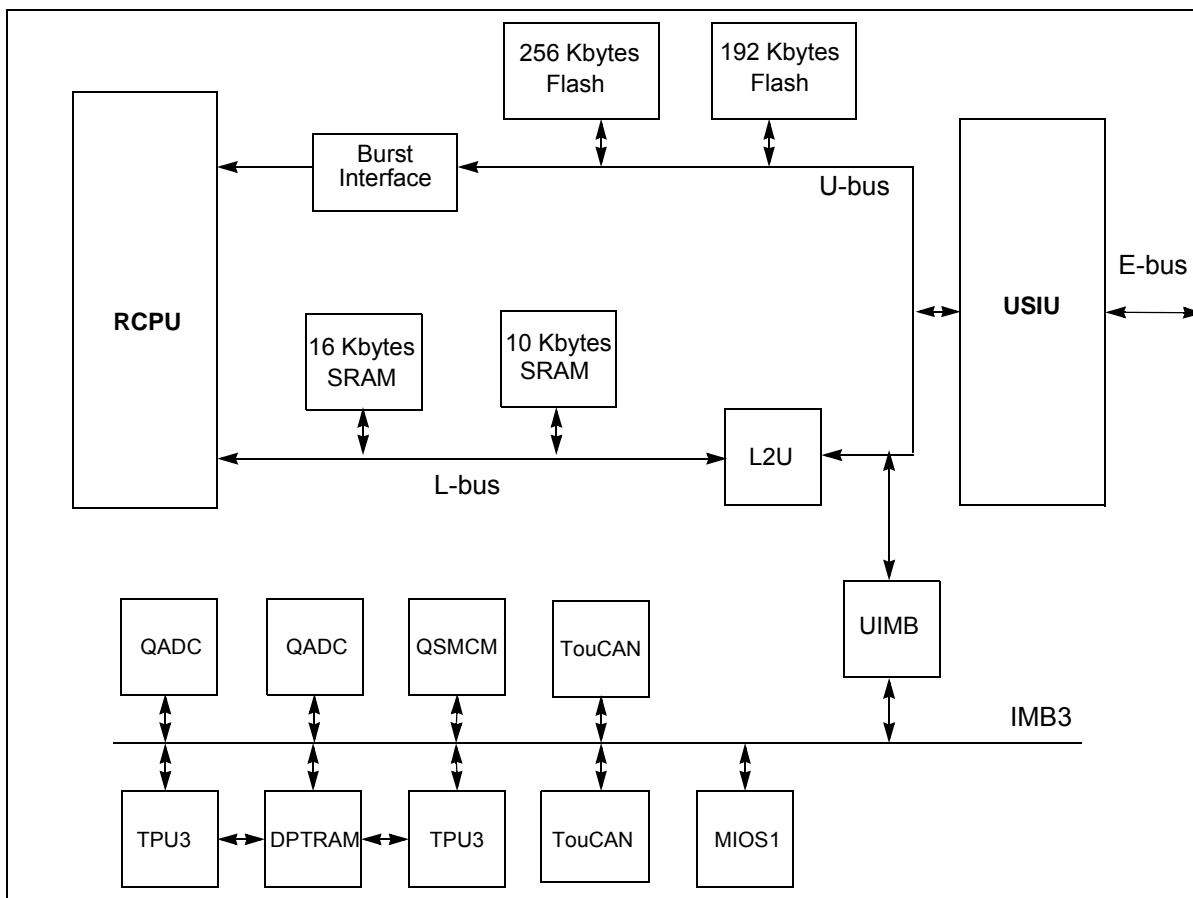 256 Kbytes
Flash
192 Kbytes
Flash
Burst
Interface
U-bus
E-bus
RCPU
USIU
16 Kbytes
SRAM
10 Kbytes
SRAM
L2U
L-bus
UIMB
QADC
QADC
QSMCM
TouCAN
IMB3
TPU3
DPTRAM
TPU3
TouCAN
MIOS1